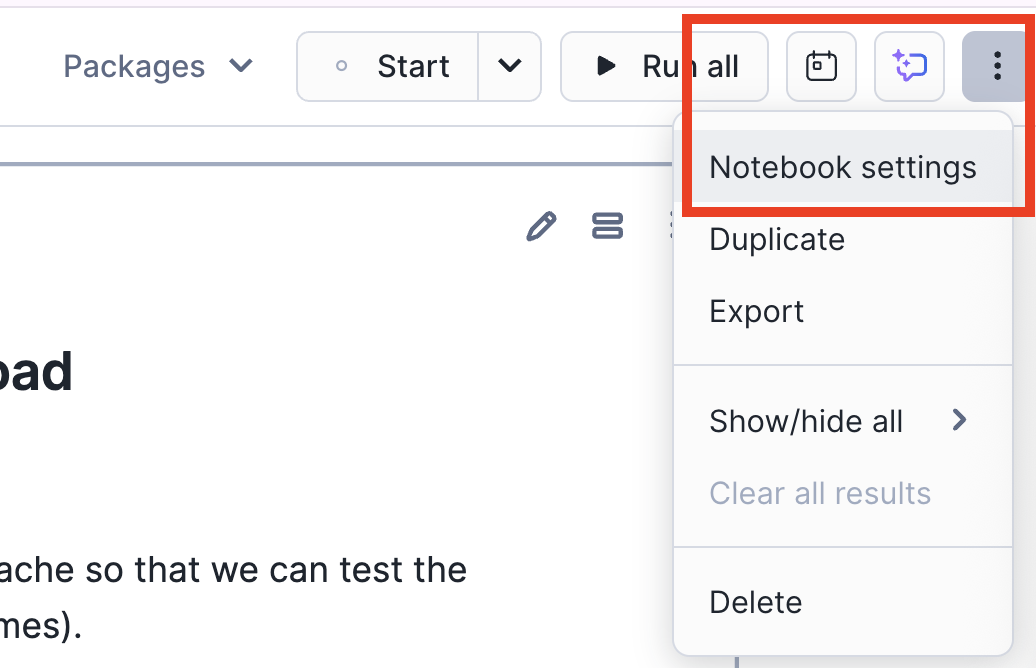 Packages
Start
Run all
Notebook settings
Duplicate
Export
Show/hide all
Clear all results
Delete
oad
ache so that we can test the
mes).